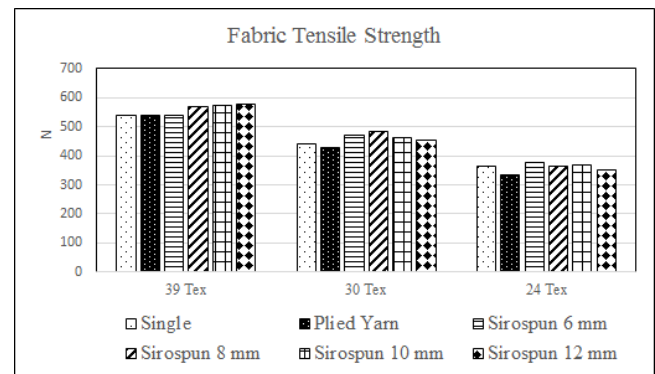 Fabric Tensile Strength
700
600
500
400
300
200
100
0
N
39 Tex 30 Tex 24 Tex
Single Plied Yarn Sirospun 6 mm
Sirospun 8 mm Sirospun 10 mm Sirospun 12 mm